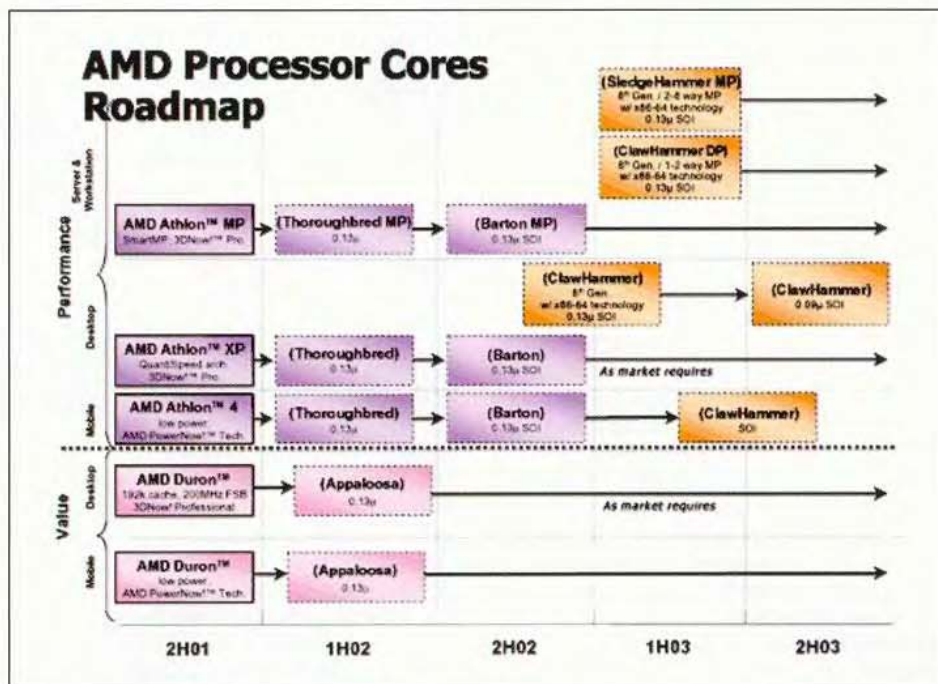 AMD Processor Cores
Roadmap
Performance
Server &
Workstation
(SledgeHammer MP)
8th Gen. / 2-8 way MP
w/ x86-64 technology
0.13µ SOI
(ClawHammer DP)
8th Gen. / 1-2 way MP
w/ x86-64 technology
0.13µ SOI
AMD Athlon™ MP
SmartMP, 3DNow!™ Pro.
(Thoroughbred MP)
0.13µ
(Barton MP)
0.13µ SOI
Desktop
(ClawHammer)
8th Gen.
w/ x86-64 technology
0.13µ SOI
(ClawHammer)
0.09µ SOI
AMD Athlon™ XP
QuantiSpeed arch.
3DNow!™ Pro.
(Thoroughbred)
0.13µ
(Barton)
0.13µ SOI
As market requires
Mobile
AMD Athlon™ 4
low power
AMD PowerNow!™ Tech.
(Thoroughbred)
0.13µ
(Barton)
0.13µ SOI
(ClawHammer)
SOI
Value
Desktop
AMD Duron™
192k cache, 200MHz FSB
3DNow! Professional
(Appaloosa)
0.13µ
As market requires
Mobile
AMD Duron™
low power
AMD PowerNow!™ Tech.
(Appaloosa)
0.13µ
2H01
1H02
2H02
1H03
2H03